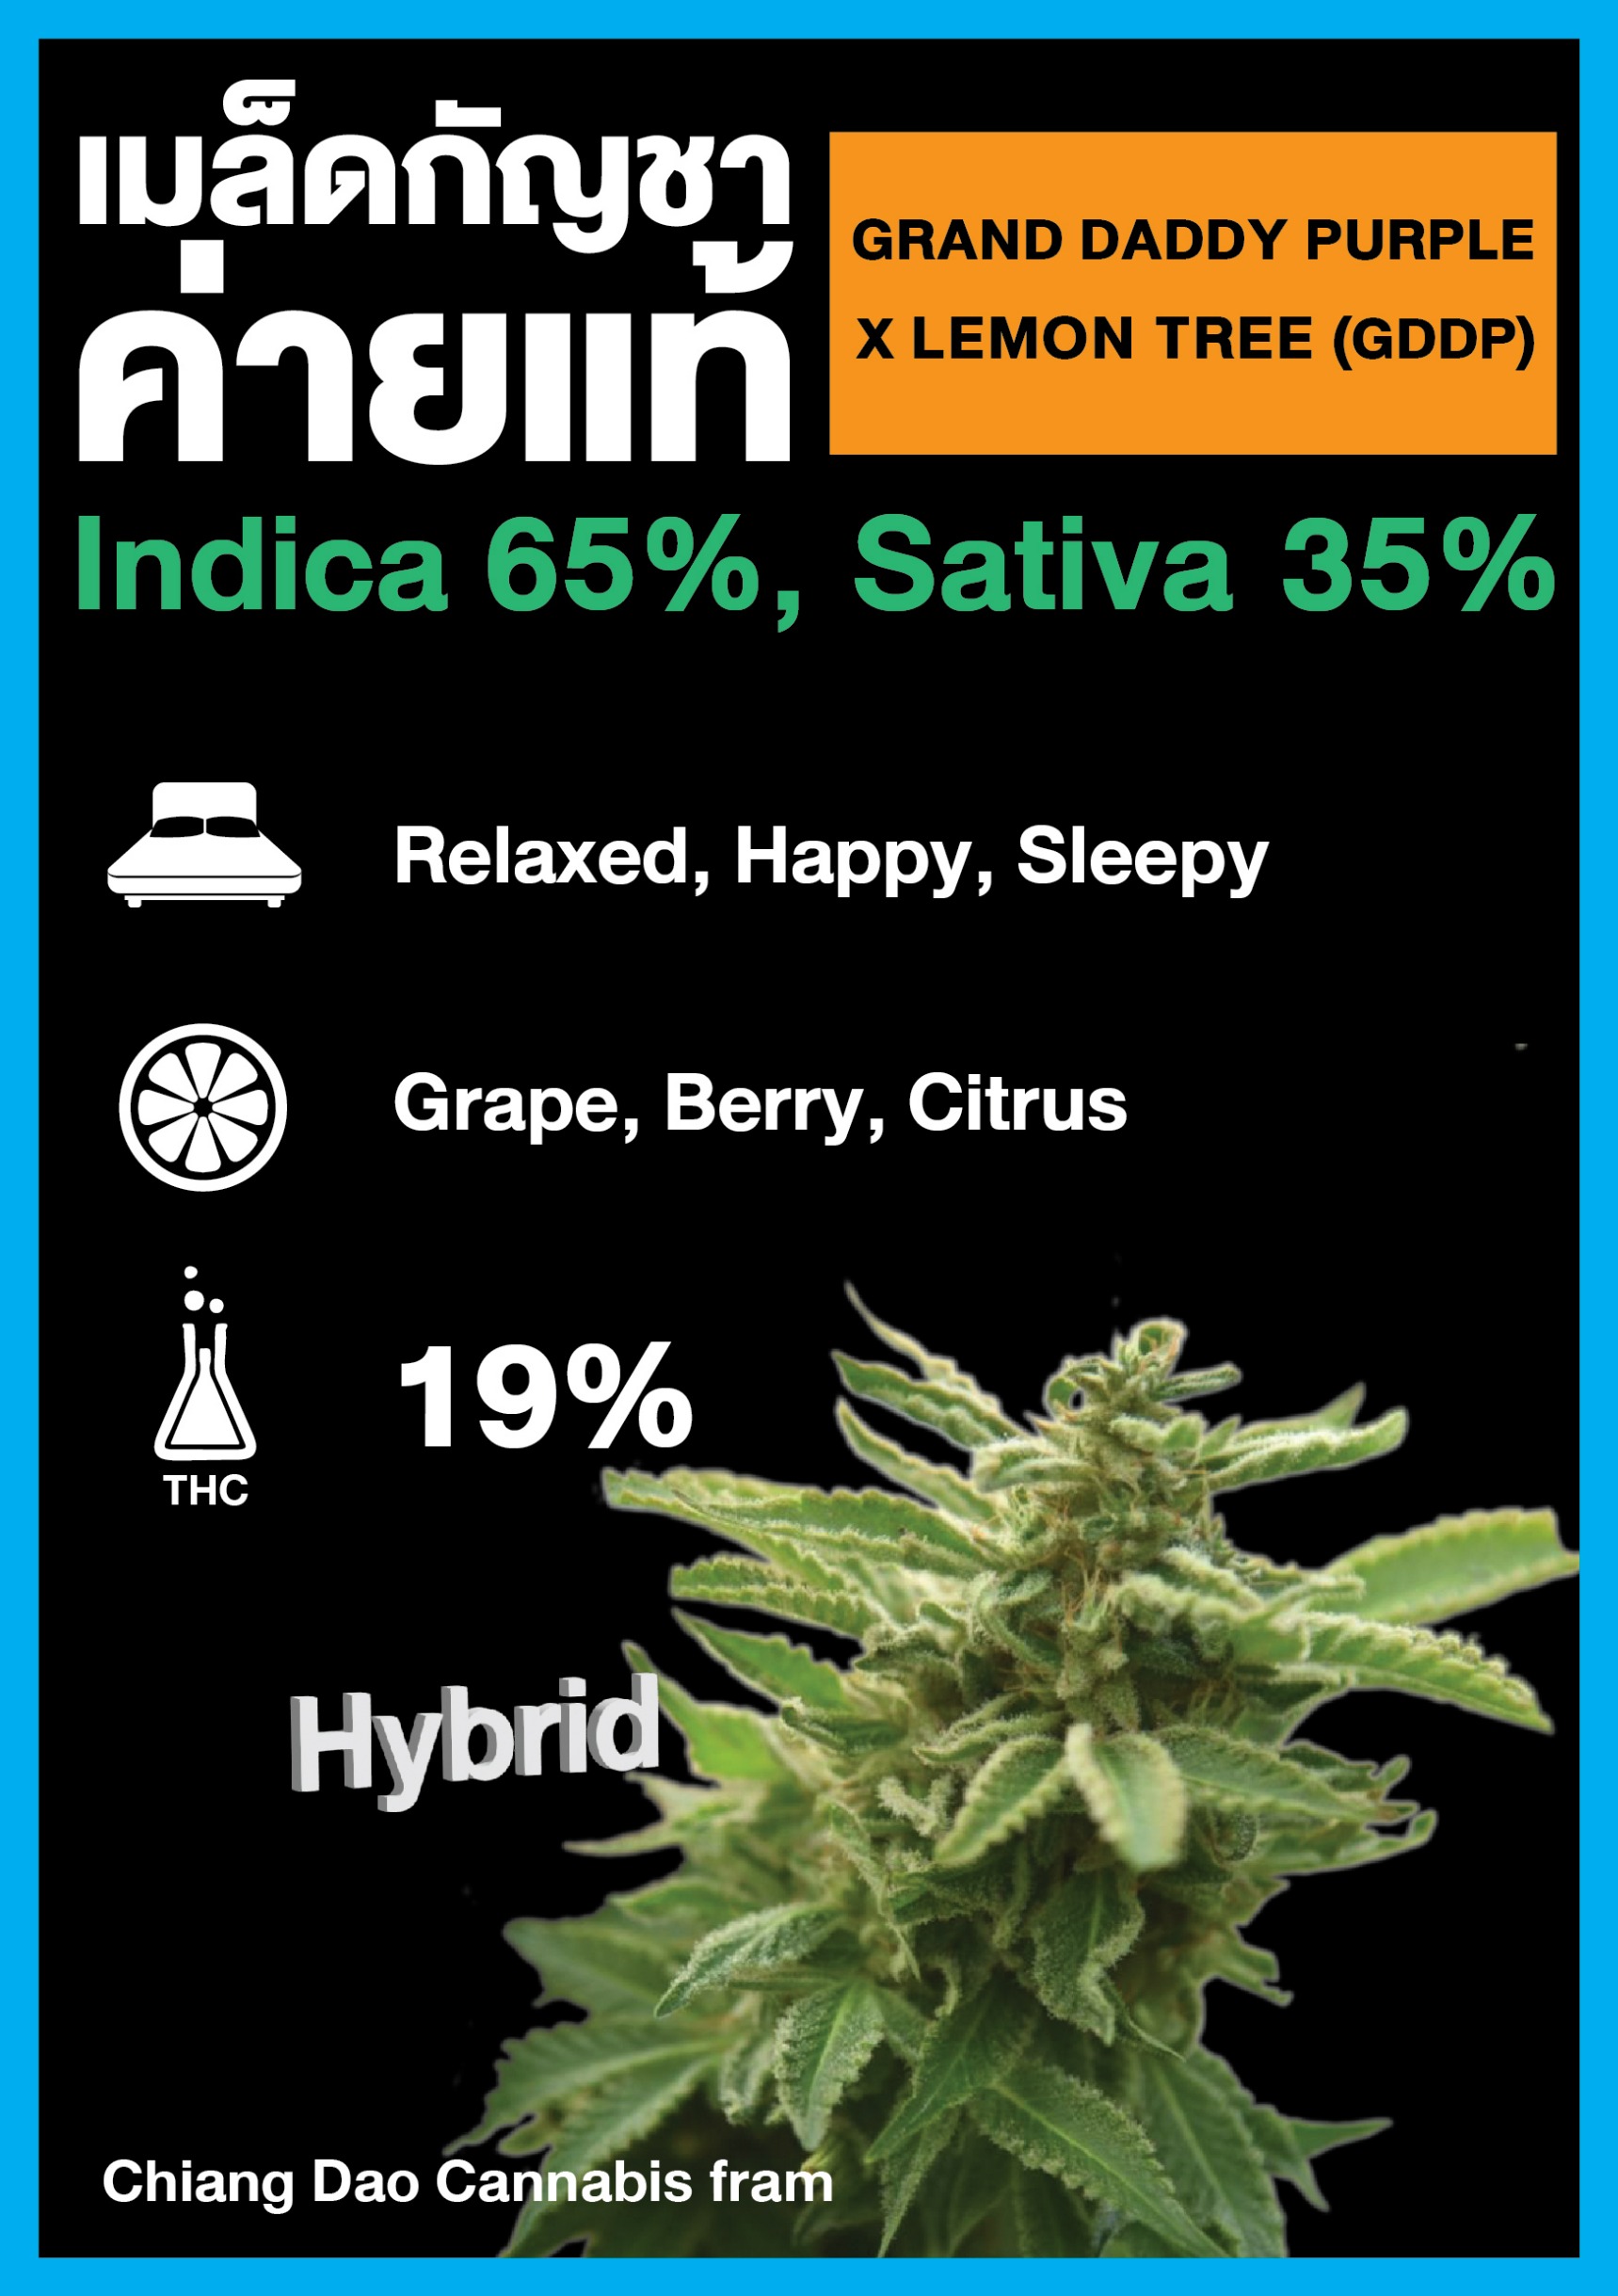 เมล็ดกัญชา
ค่ายแท้
GRAND DADDY PURPLE
X LEMON TREE (GDDP)
Indica 65%, Sativa 35%
Relaxed, Happy, Sleepy
Grape, Berry, Citrus
19%
THC
Hybrid
Chiang Dao Cannabis fram